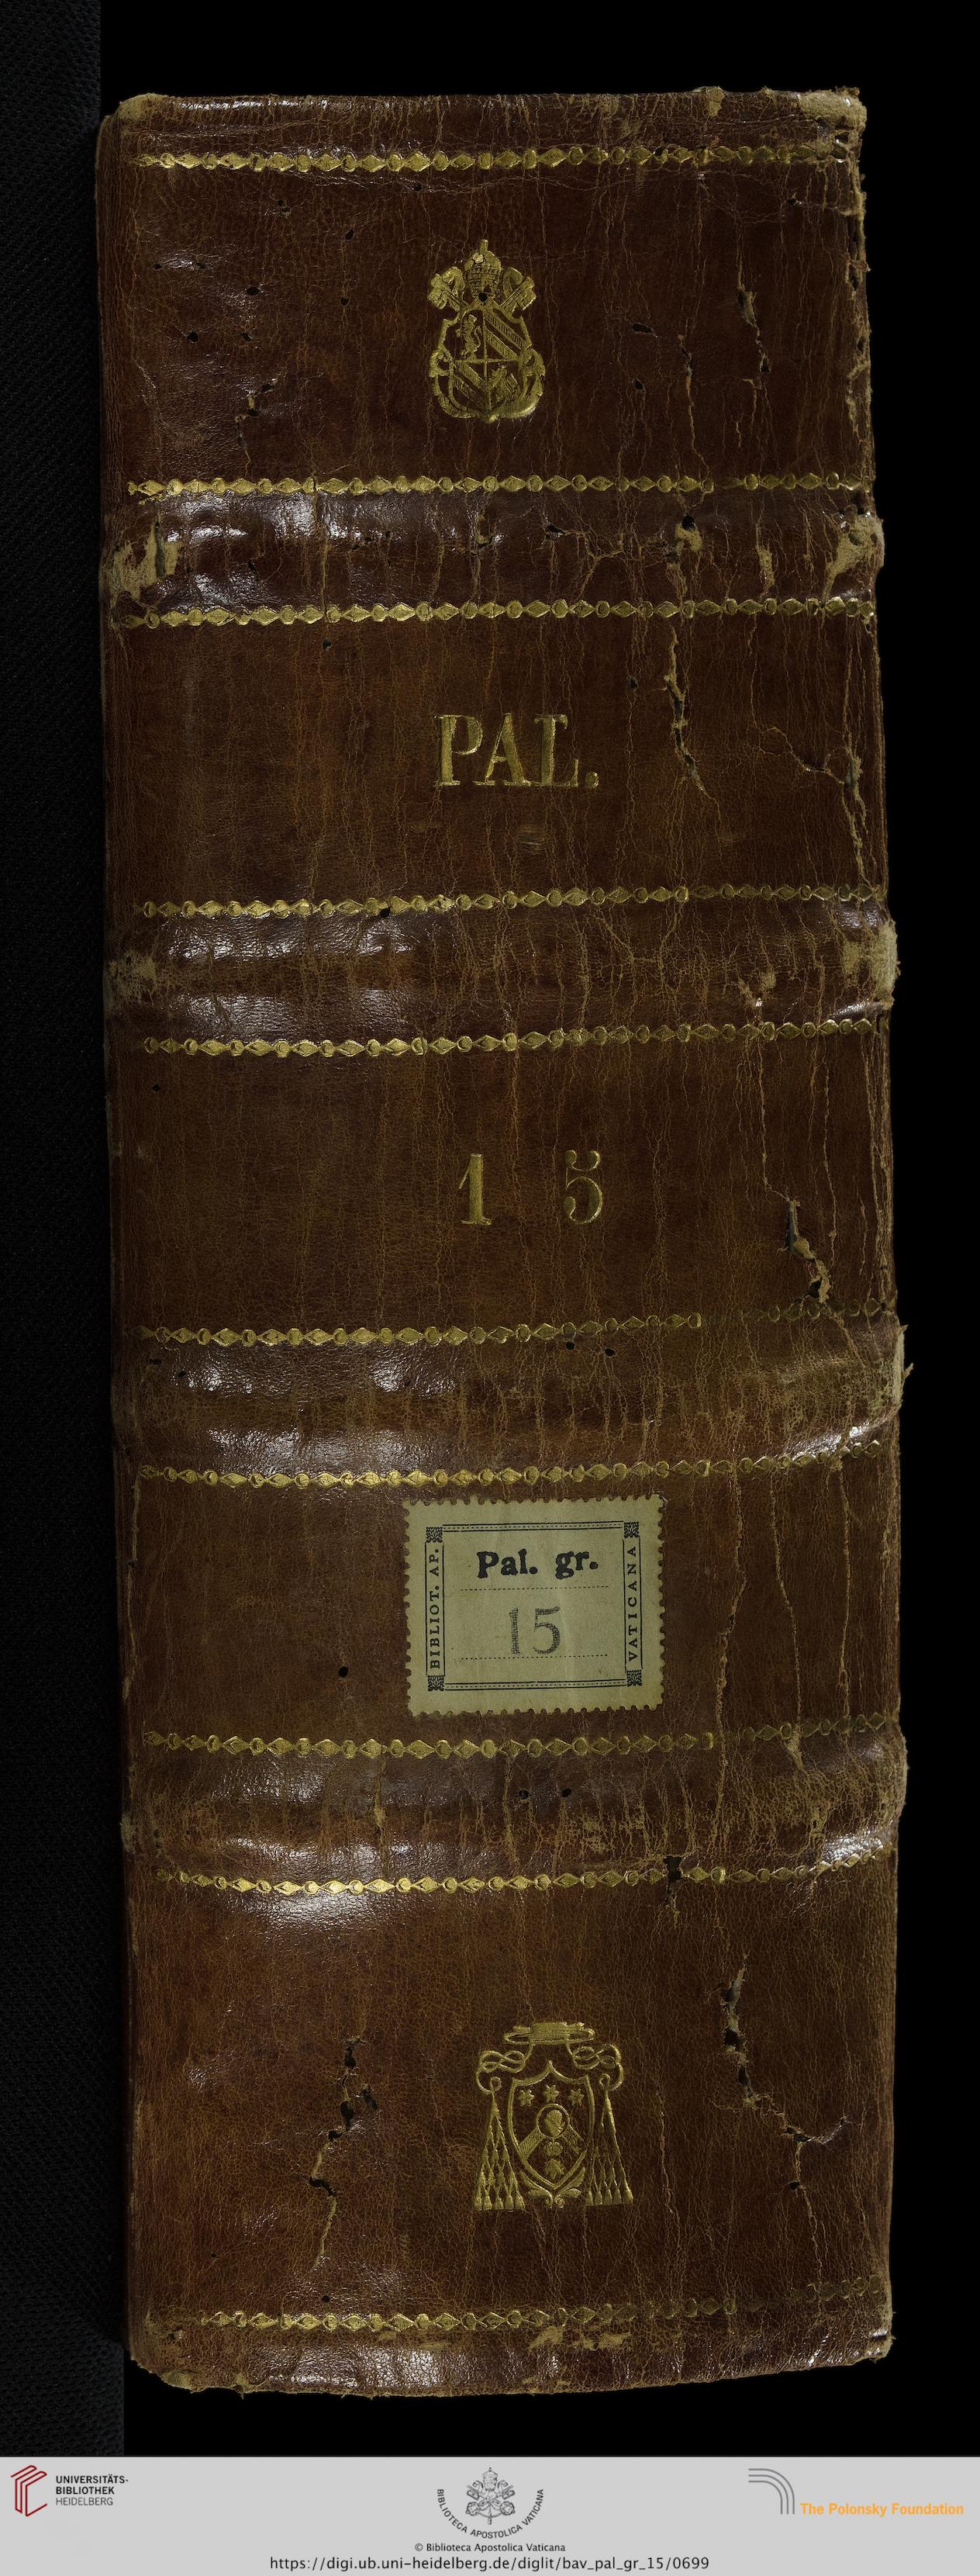 PAL.
1 5
BIBLIOT. AP.
Pal. gr.
15
VATICANA
UNIVERSITÄTS-
BIBLIOTHEK
HEIDELBERG
BIBLIOTECA APOSTOLICA VATICANA
© Biblioteca Apostolica Vaticana
The Polonsky Foundation
https://digi.ub.uni-heidelberg.de/diglit/bav_pal_gr_15/0699